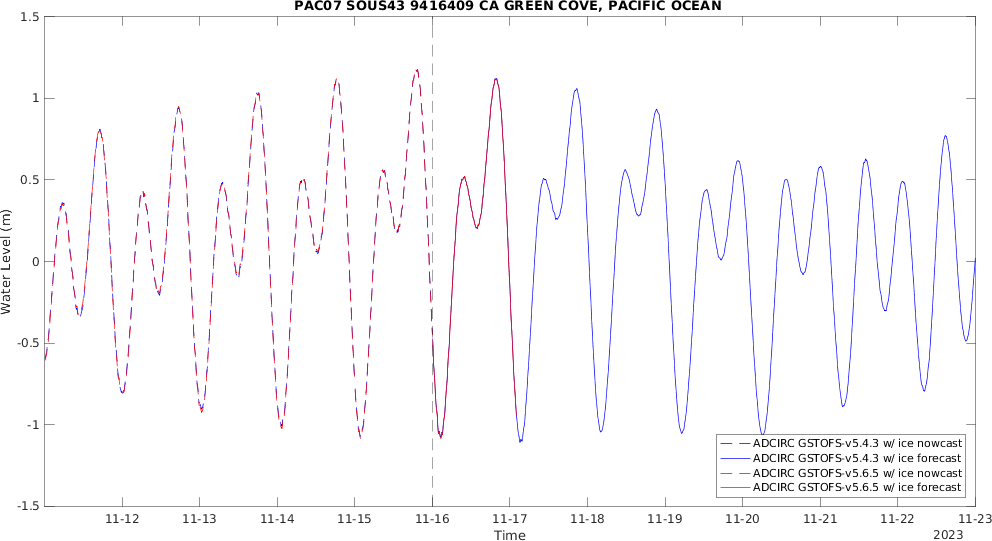 PAC07 SOUS43 9416409 CA GREEN COVE, PACIFIC OCEAN
1.5
1
0.5
0
-0.5
-1
-1.5
Water Level (m)
11-12 11-13 11-14 11-15 11-16 11-17 11-18 11-19 11-20 11-21 11-22 11-23
Time
2023
ADCIRC GSTOFS-v5.4.3 w/ ice nowcast
ADCIRC GSTOFS-v5.4.3 w/ ice forecast
ADCIRC GSTOFS-v5.6.5 w/ ice nowcast
ADCIRC GSTOFS-v5.6.5 w/ ice forecast